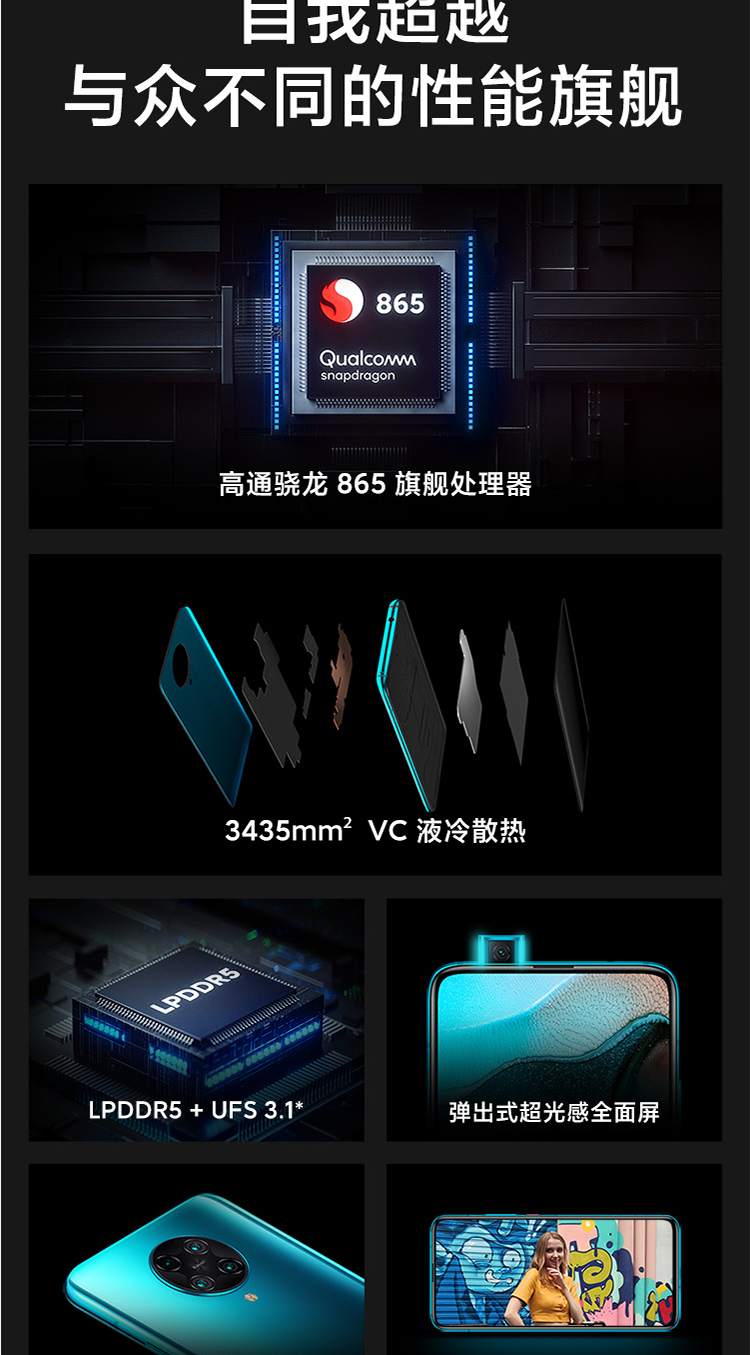 自我超越
与众不同的性能旗舰
865
Qualcomm
snapdragon
高通骁龙 865 旗舰处理器
3435mm² VC 液冷散热
LPDDR5
LPDDR5 + UFS 3.1*
弹出式超光感全面屏